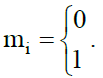 mᵢ = {0
1 .